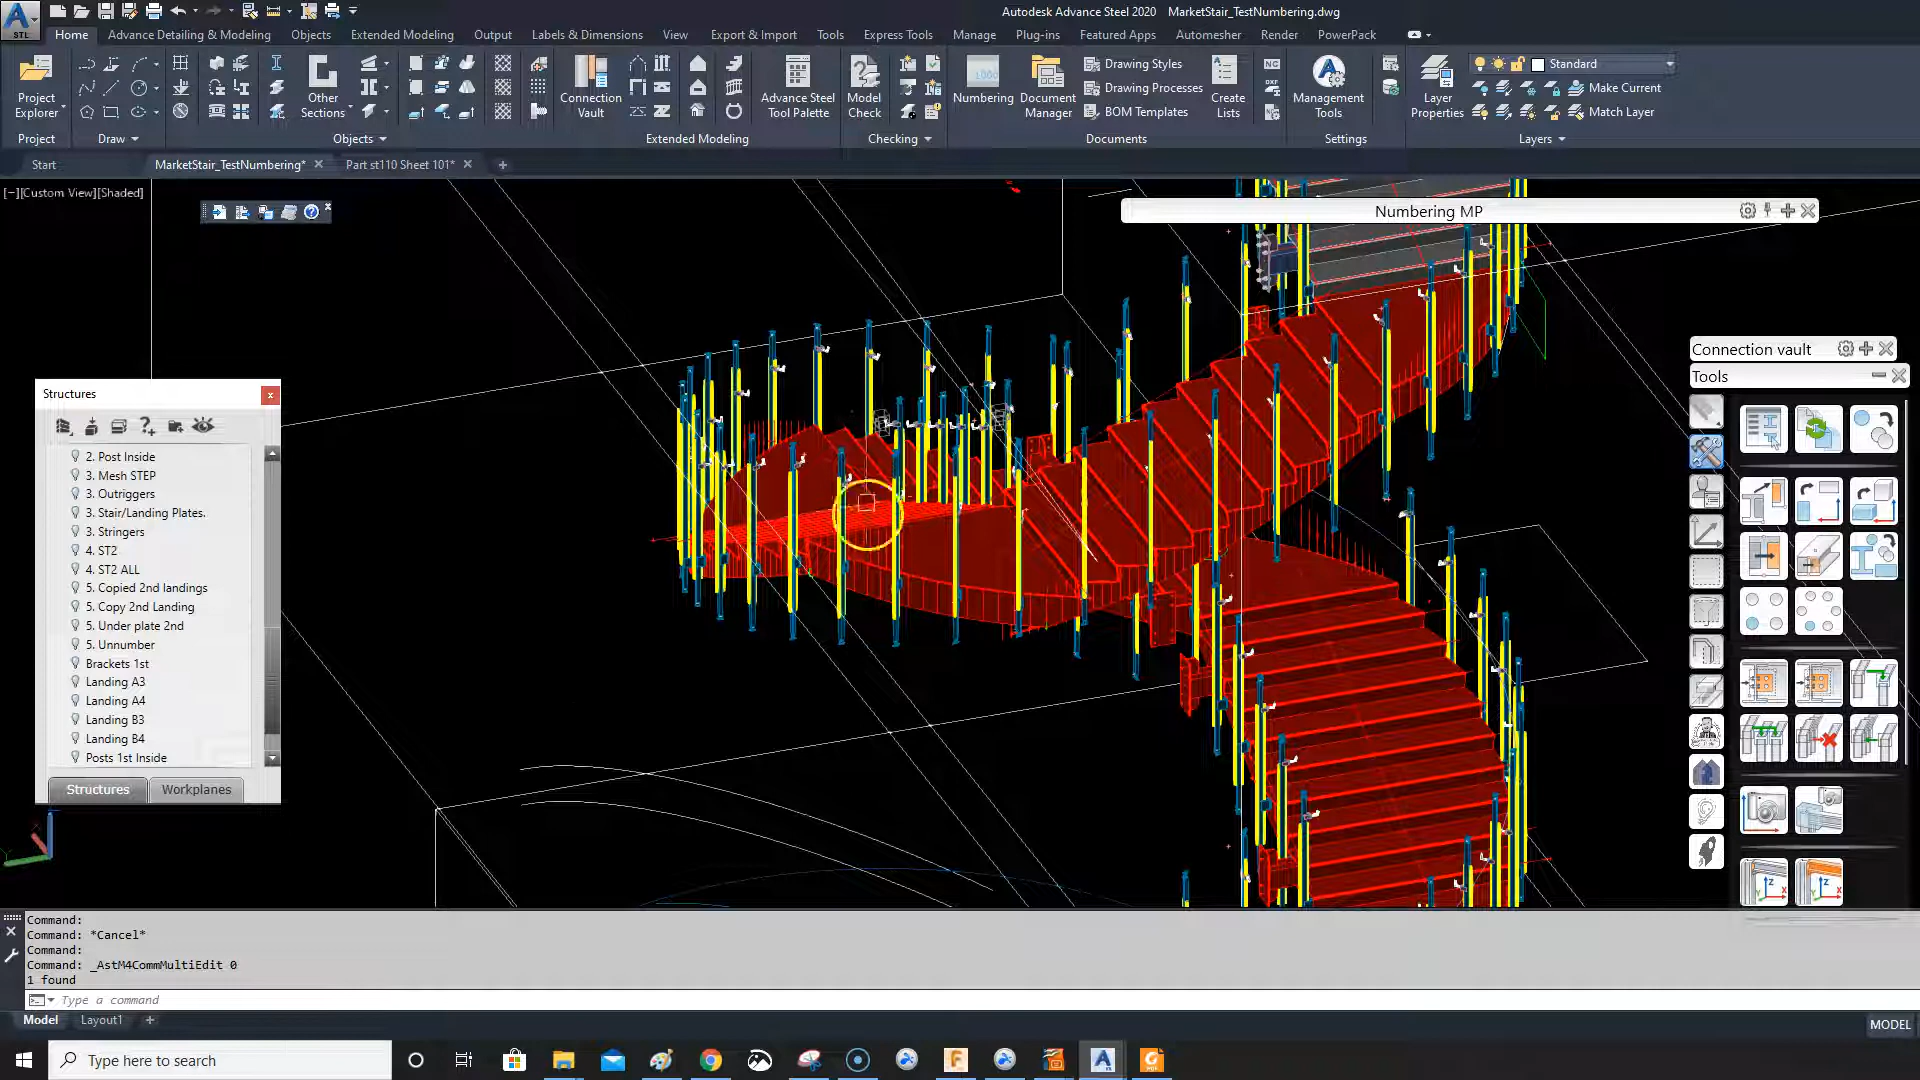 Autodesk Advance Steel 2020 MarketStair_TestNumbering.dwg
STL
Home Advance Detailing & Modeling Objects Extended Modeling Output Labels & Dimensions View Export & Import Tools Express Tools Manage Plug-ins Featured Apps Automesher Render PowerPack
Project Explorer
Other Sections
Connection Vault
Advance Steel Tool Palette
Model Check
1000
Numbering
Document Manager
Drawing Styles
Drawing Processes
BOM Templates
Create Lists
NC
DXF
Management Tools
Layer Properties
Standard
Make Current
Match Layer
Project Draw Objects Extended Modeling Checking Documents Settings Layers
Start MarketStair_TestNumbering* Part st110 Sheet 101*
[−][Custom View][Shaded]
Numbering MP
Connection vault
Tools
Structures
2. Post Inside
3. Mesh STEP
3. Outriggers
3. Stair/Landing Plates.
3. Stringers
4. ST2
4. ST2 ALL
5. Copied 2nd landings
5. Copy 2nd Landing
5. Under plate 2nd
5. Unnumber
Brackets 1st
Landing A3
Landing A4
Landing B3
Landing B4
Posts 1st Inside
Structures Workplanes
Command:
Command: *Cancel*
Command:
Command: _AstM4CommMultiEdit 0
1 found
Type a command
Model Layout1
MODEL
Type here to search